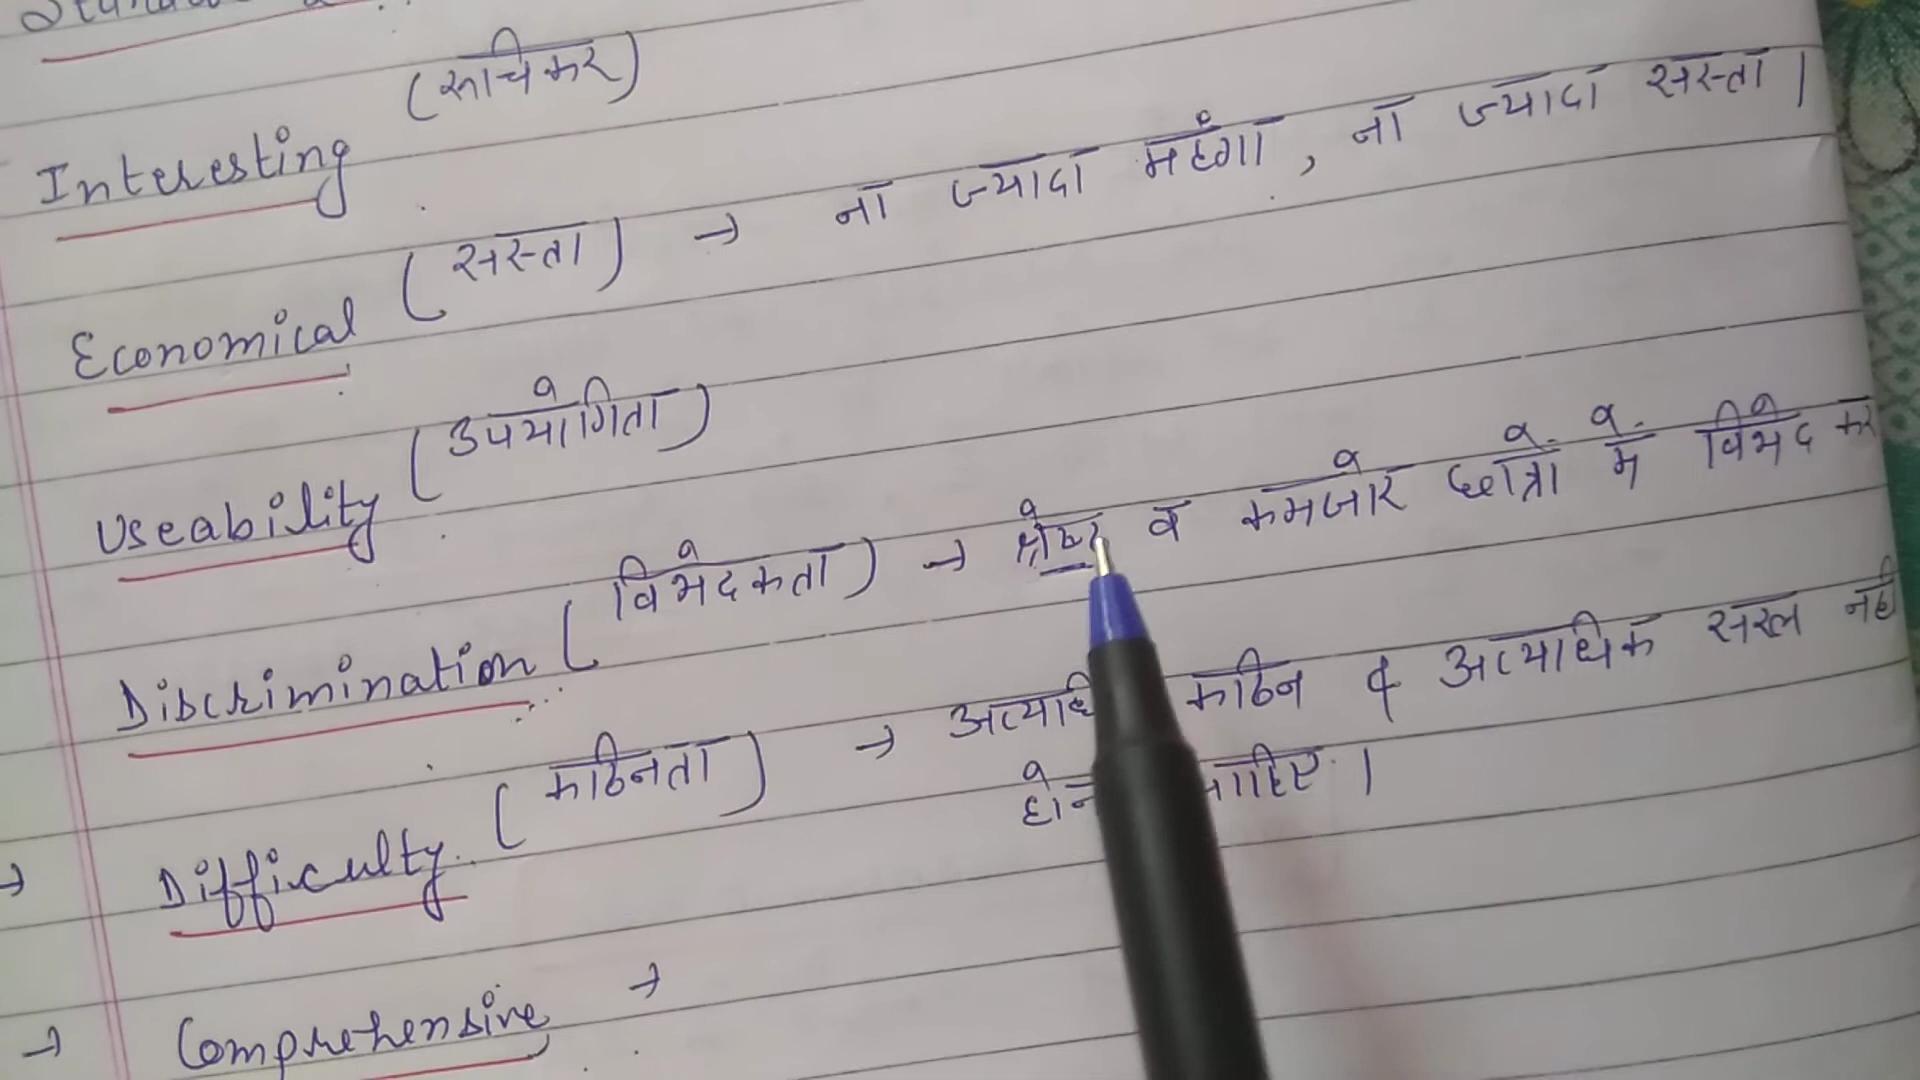 Interesting (रूचिकर)
Economical (सस्ता) → ना ज्यादा महंगा, ना ज्यादा सस्ता।
Useability (उपयोगिता)
Discrimination (विभेदकता) → श्रेष्ठ व कमजोर छात्रों में विभेद कर
→ Difficulty (कठिनता) → कठिन & अत्याधिक सरल नही
→ Comprehensive →